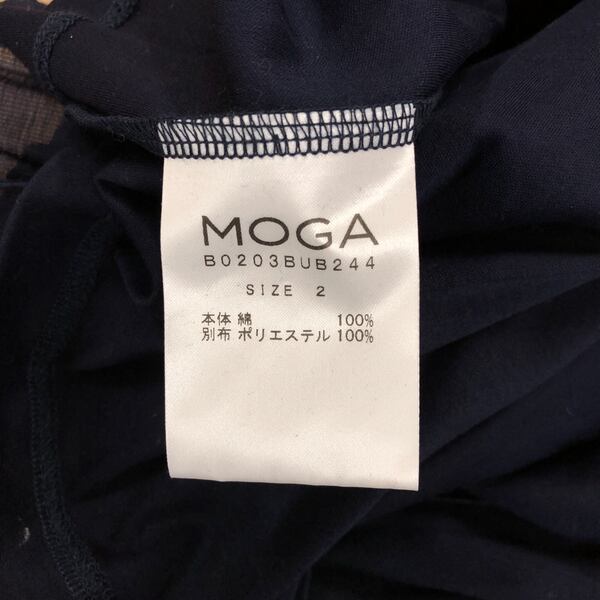 MOGA
B0203BUB244
SIZE 2
本体 綿 100%
別布 ポリエステル 100%